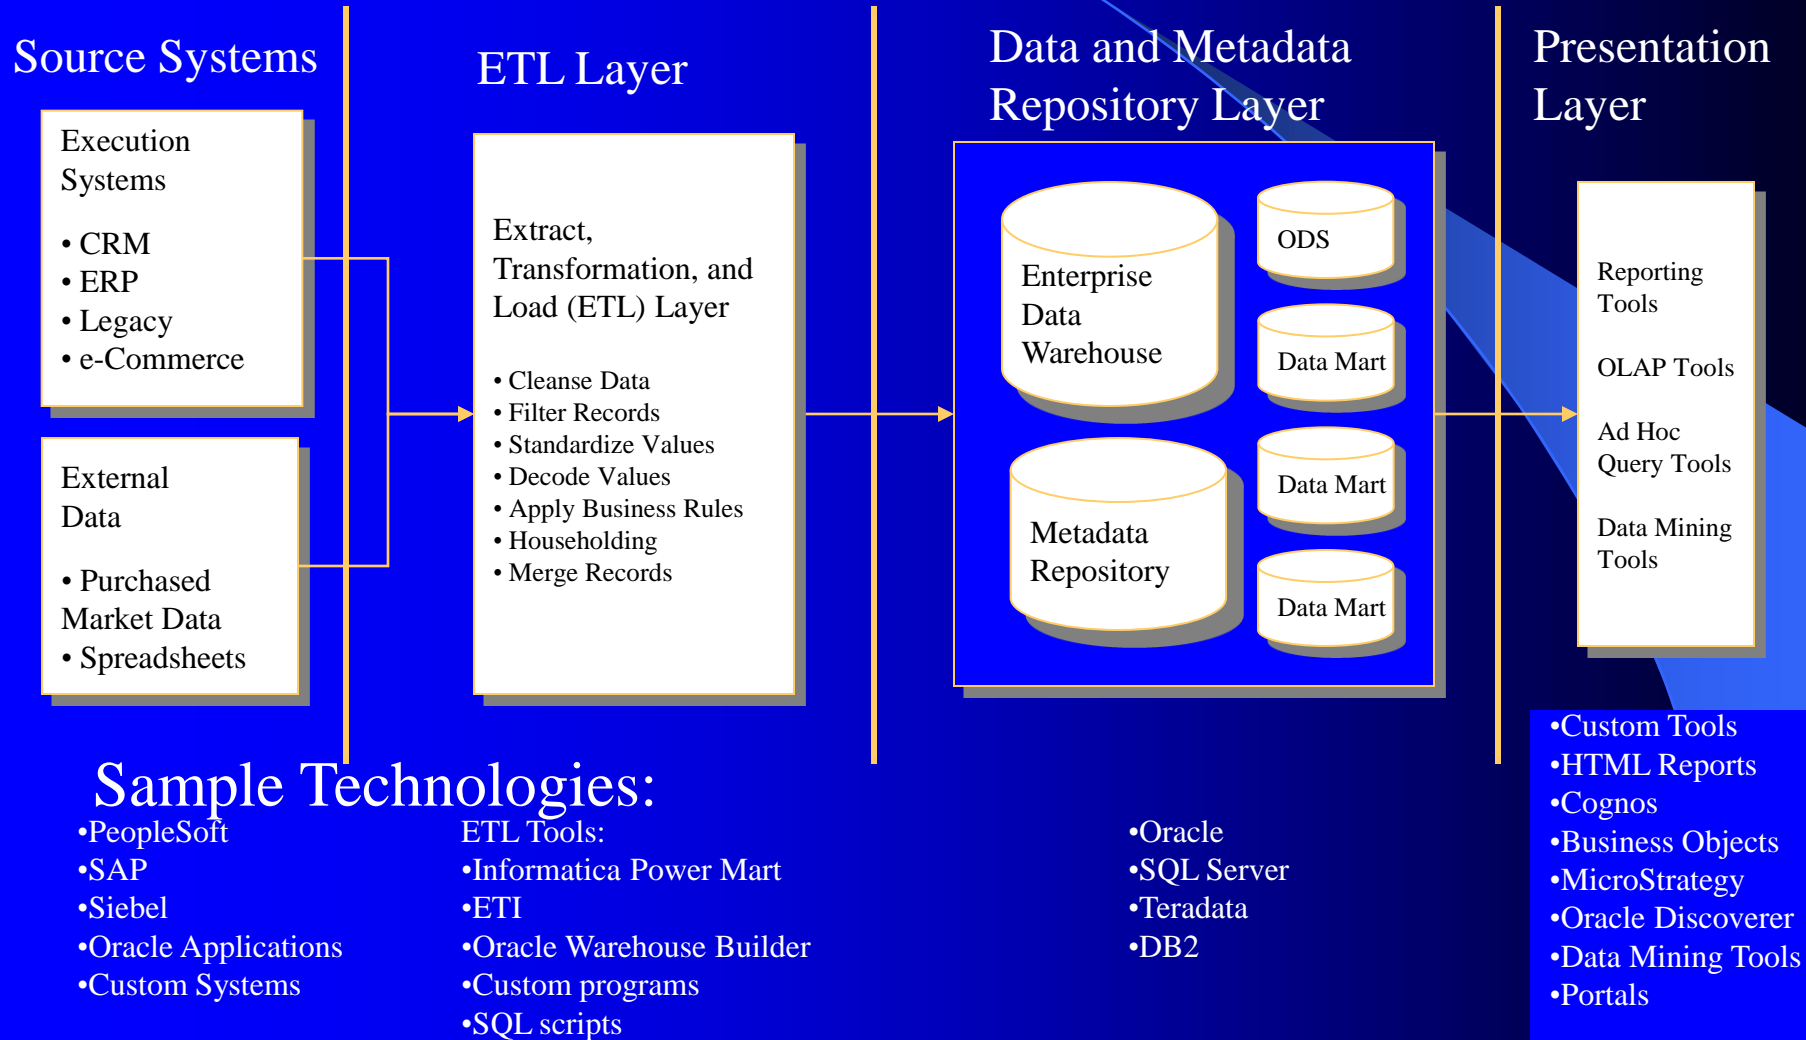 Source Systems
Execution
Systems
• CRM
• ERP
• Legacy
• e-Commerce
External
Data
• Purchased
Market Data
• Spreadsheets
ETL Layer
Extract,
Transformation, and
Load (ETL) Layer
• Cleanse Data
• Filter Records
• Standardize Values
• Decode Values
• Apply Business Rules
• Householding
• Merge Records
Data and Metadata
Repository Layer
Enterprise
Data
Warehouse
Metadata
Repository
ODS
Data Mart
Data Mart
Data Mart
Presentation
Layer
Reporting
Tools
OLAP Tools
Ad Hoc
Query Tools
Data Mining
Tools
Sample Technologies:
•PeopleSoft
•SAP
•Siebel
•Oracle Applications
•Custom Systems
ETL Tools:
•Informatica Power Mart
•ETI
•Oracle Warehouse Builder
•Custom programs
•SQL scripts
•Oracle
•SQL Server
•Teradata
•DB2
•Custom Tools
•HTML Reports
•Cognos
•Business Objects
•MicroStrategy
•Oracle Discoverer
•Data Mining Tools
•Portals